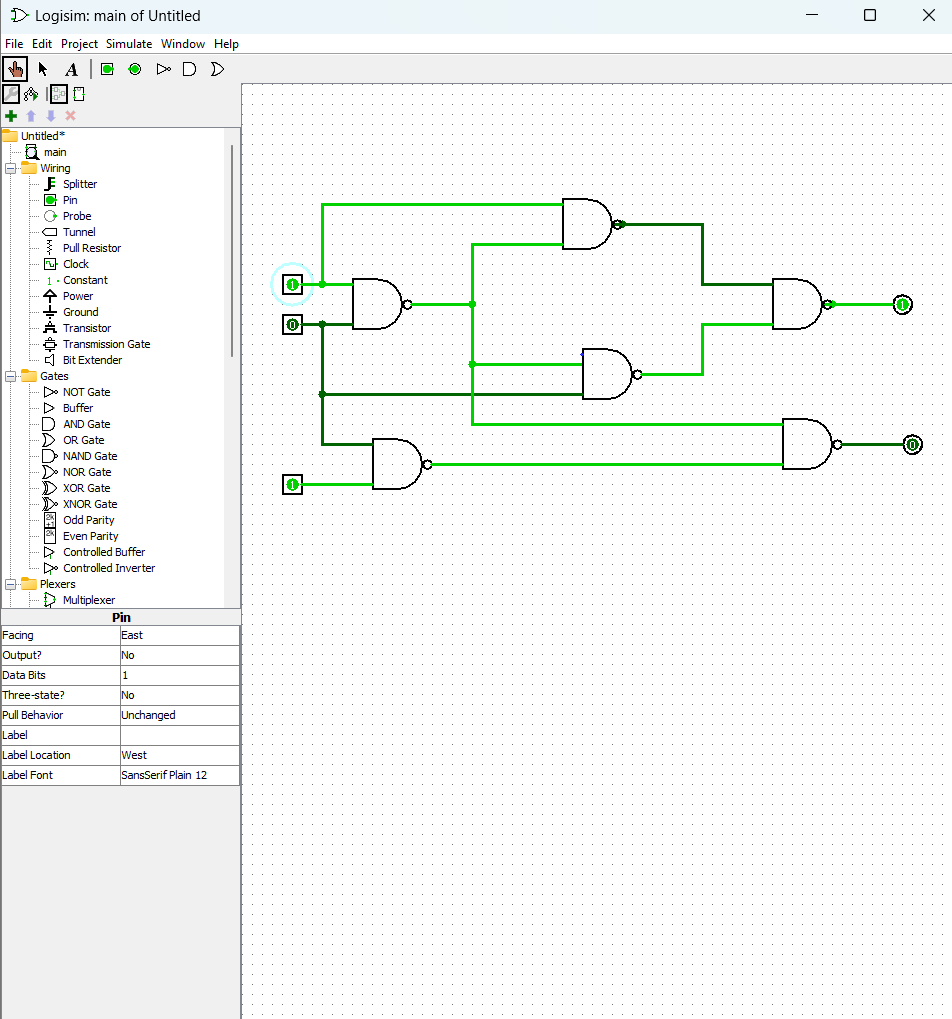 Logisim: main of Untitled
File Edit Project Simulate Window Help
A
Untitled*
main
Wiring
Splitter
Pin
Probe
Tunnel
Pull Resistor
Clock
1 Constant
Power
Ground
Transistor
Transmission Gate
Bit Extender
Gates
NOT Gate
Buffer
AND Gate
OR Gate
NAND Gate
NOR Gate
XOR Gate
XNOR Gate
Odd Parity
Even Parity
Controlled Buffer
Controlled Inverter
Plexers
Multiplexer
Pin
Facing East
Output? No
Data Bits 1
Three-state? No
Pull Behavior Unchanged
Label
Label Location West
Label Font SansSerif Plain 12
1
0
1
1
0